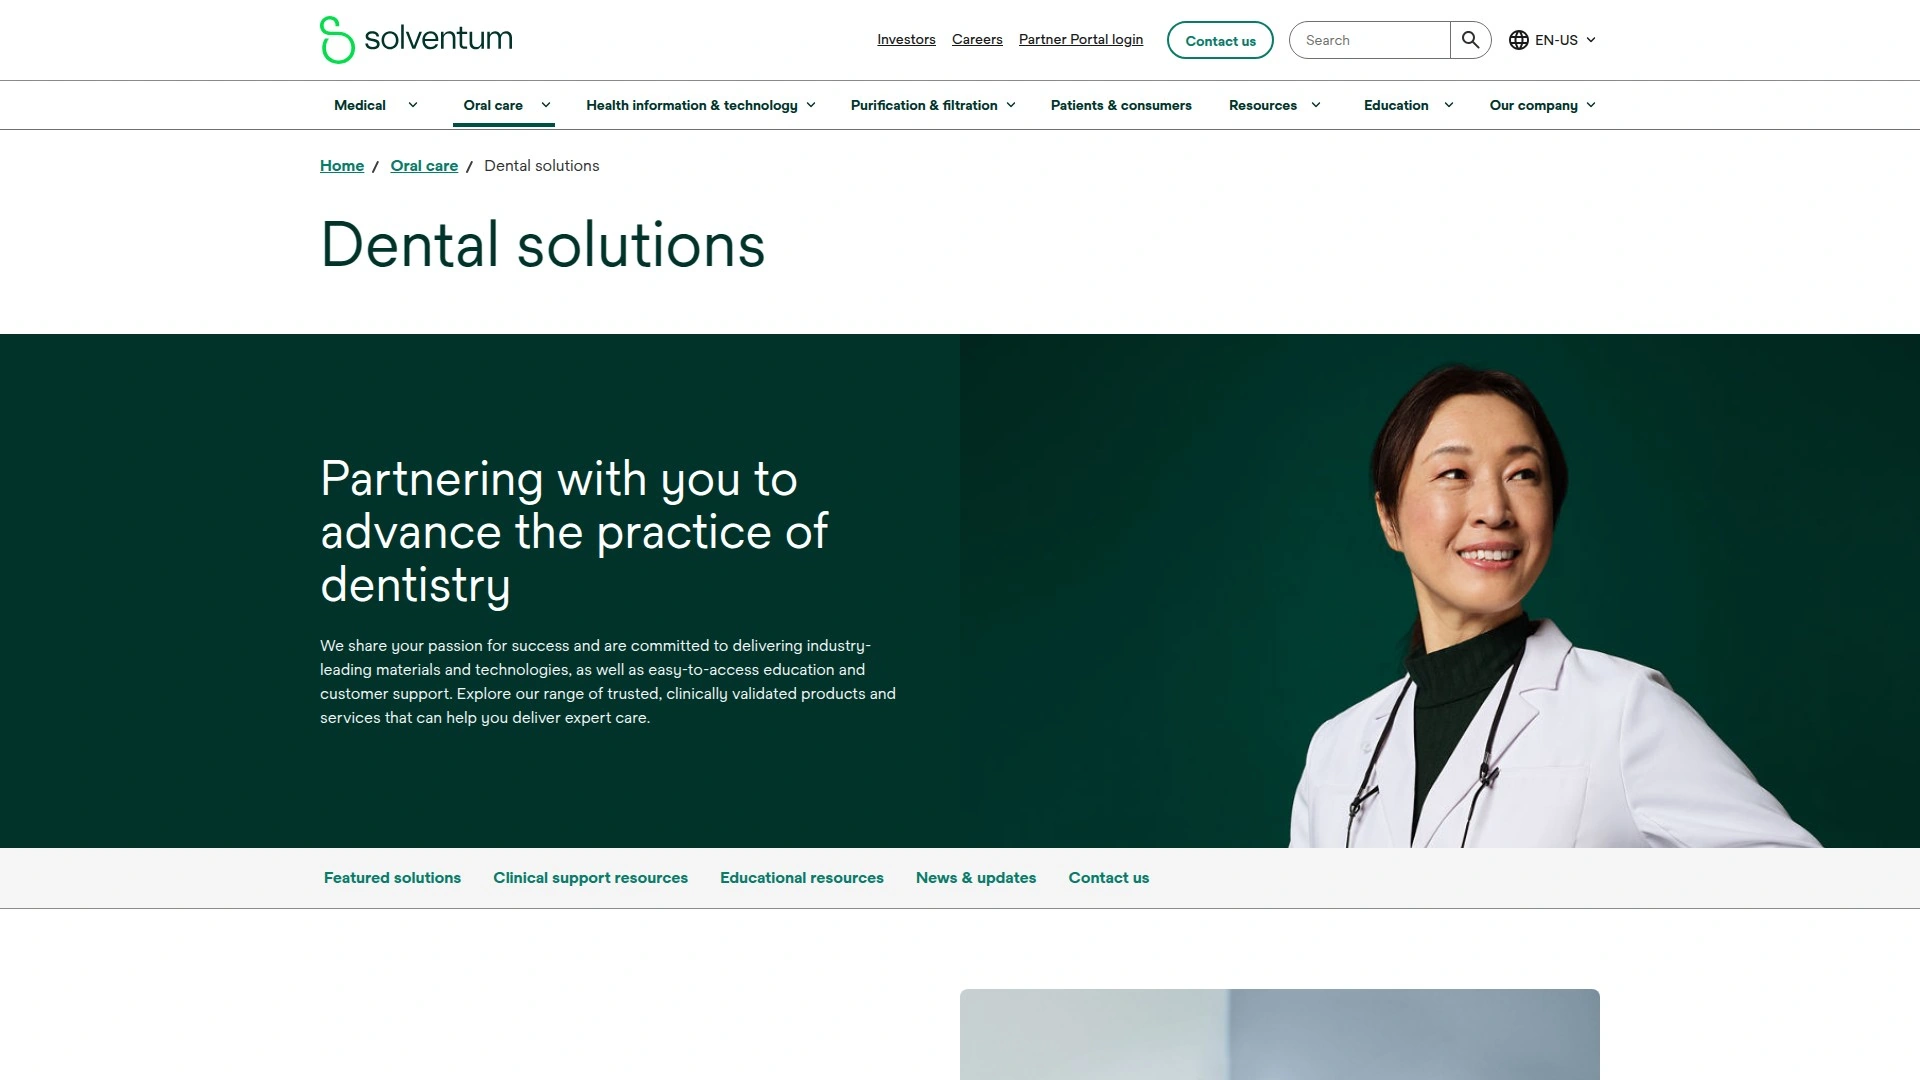 solventum
Investors Careers Partner Portal login Contact us Search EN-US
Medical Oral care Health information & technology Purification & filtration Patients & consumers Resources Education Our company
Home / Oral care / Dental solutions
Dental solutions
Partnering with you to
advance the practice of
dentistry
We share your passion for success and are committed to delivering industry-
leading materials and technologies, as well as easy-to-access education and
customer support. Explore our range of trusted, clinically validated products and
services that can help you deliver expert care.
Featured solutions Clinical support resources Educational resources News & updates Contact us